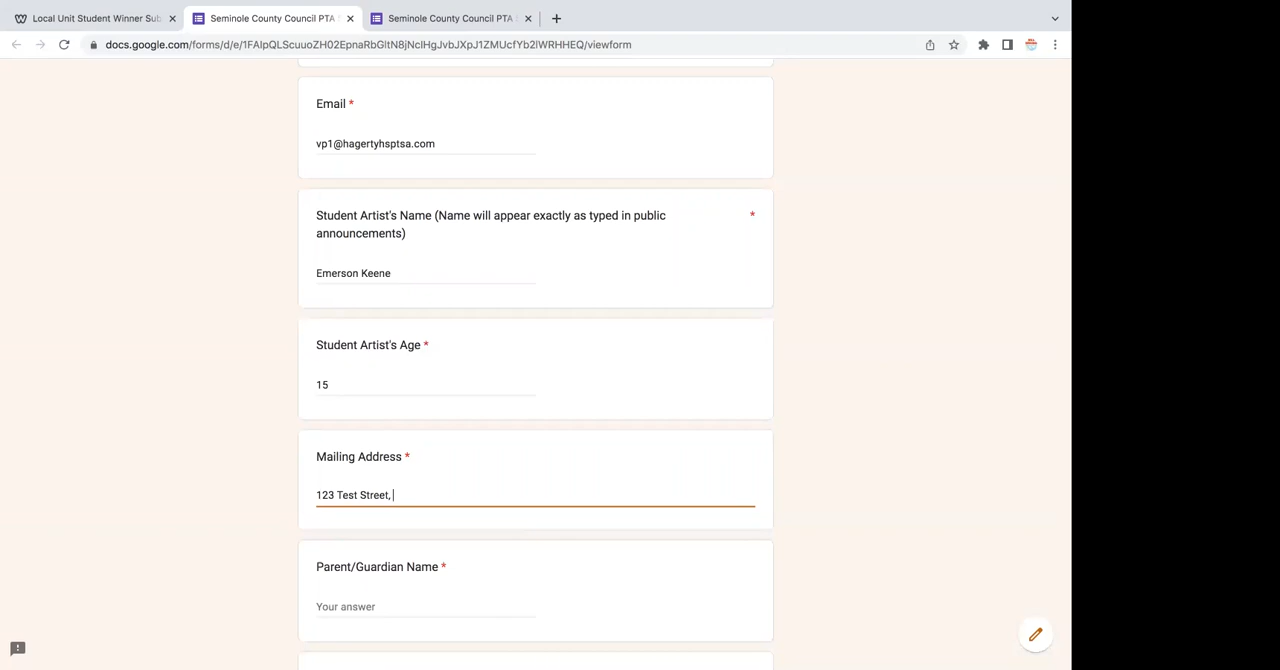 Local Unit Student Winner Sub
Seminole County Council PTA S
Seminole County Council PTA
docs.google.com/forms/d/e/1FAIpQLScuuoZH02EpnaRbGltN8jNcIHgJvbJXpJ1ZMUcfYb2lWRHHEQ/viewform
Email *
vp1@hagertyhsptsa.com
Student Artist's Name (Name will appear exactly as typed in public *
announcements)
Emerson Keene
Student Artist's Age *
15
Mailing Address *
123 Test Street,
Parent/Guardian Name *
Your answer